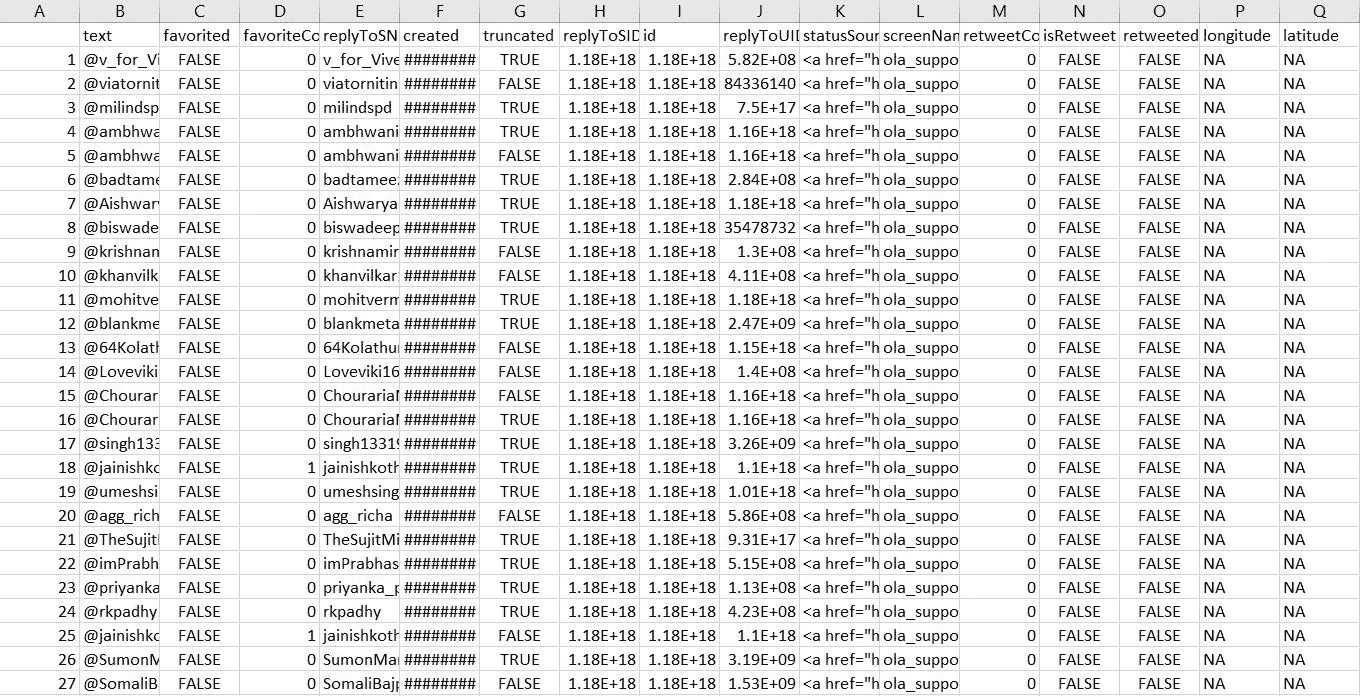 A B C D E F G H I J K L M N O P Q
text favorited favoriteCo replyToSN created truncated replyToSID id replyToUII statusSour screenNan retweetCo isRetweet retweeted longitude latitude
1 @v_for_Vi FALSE 0 v_for_Vive ######## TRUE 1.18E+18 1.18E+18 5.82E+08 <a href="h ola_suppo 0 FALSE FALSE NA NA
2 @viatornit FALSE 0 viatornitin ######## FALSE 1.18E+18 1.18E+18 84336140 <a href="h ola_suppo 0 FALSE FALSE NA NA
3 @milindsp FALSE 0 milindspd ######## TRUE 1.18E+18 1.18E+18 7.5E+17 <a href="h ola_suppo 0 FALSE FALSE NA NA
4 @ambhwa FALSE 0 ambhwani ######## TRUE 1.18E+18 1.18E+18 1.16E+18 <a href="h ola_suppo 0 FALSE FALSE NA NA
5 @ambhwa FALSE 0 ambhwani ######## FALSE 1.18E+18 1.18E+18 1.16E+18 <a href="h ola_suppo 0 FALSE FALSE NA NA
6 @badtame FALSE 0 badtameez ######## TRUE 1.18E+18 1.18E+18 2.84E+08 <a href="h ola_suppo 0 FALSE FALSE NA NA
7 @Aishwary FALSE 0 Aishwarya ######## TRUE 1.18E+18 1.18E+18 1.18E+18 <a href="h ola_suppo 0 FALSE FALSE NA NA
8 @biswade FALSE 0 biswadeep ######## TRUE 1.18E+18 1.18E+18 35478732 <a href="h ola_suppo 0 FALSE FALSE NA NA
9 @krishnan FALSE 0 krishnamir ######## FALSE 1.18E+18 1.18E+18 1.3E+08 <a href="h ola_suppo 0 FALSE FALSE NA NA
10 @khanvilk FALSE 0 khanvilkar ######## FALSE 1.18E+18 1.18E+18 4.11E+08 <a href="h ola_suppo 0 FALSE FALSE NA NA
11 @mohitve FALSE 0 mohitverm ######## TRUE 1.18E+18 1.18E+18 1.18E+18 <a href="h ola_suppo 0 FALSE FALSE NA NA
12 @blankme FALSE 0 blankmeta ######## TRUE 1.18E+18 1.18E+18 2.47E+09 <a href="h ola_suppo 0 FALSE FALSE NA NA
13 @64Kolath FALSE 0 64Kolathur ######## FALSE 1.18E+18 1.18E+18 1.15E+18 <a href="h ola_suppo 0 FALSE FALSE NA NA
14 @Loveviki FALSE 0 Loveviki16 ######## FALSE 1.18E+18 1.18E+18 1.4E+08 <a href="h ola_suppo 0 FALSE FALSE NA NA
15 @Chourar FALSE 0 ChourariaM ######## FALSE 1.18E+18 1.18E+18 1.16E+18 <a href="h ola_suppo 0 FALSE FALSE NA NA
16 @Chourar FALSE 0 ChourariaM ######## TRUE 1.18E+18 1.18E+18 1.16E+18 <a href="h ola_suppo 0 FALSE FALSE NA NA
17 @singh133 FALSE 0 singh13319 ######## TRUE 1.18E+18 1.18E+18 3.26E+09 <a href="h ola_suppo 0 FALSE FALSE NA NA
18 @jainishkc FALSE 1 jainishkoth ######## TRUE 1.18E+18 1.18E+18 1.1E+18 <a href="h ola_suppo 0 FALSE FALSE NA NA
19 @umeshsi FALSE 0 umeshsing ######## TRUE 1.18E+18 1.18E+18 1.01E+18 <a href="h ola_suppo 0 FALSE FALSE NA NA
20 @agg_rich FALSE 0 agg_richa ######## FALSE 1.18E+18 1.18E+18 5.86E+08 <a href="h ola_suppo 0 FALSE FALSE NA NA
21 @TheSujit FALSE 0 TheSujitMi ######## TRUE 1.18E+18 1.18E+18 9.31E+17 <a href="h ola_suppo 0 FALSE FALSE NA NA
22 @imPrabh FALSE 0 imPrabhas ######## TRUE 1.18E+18 1.18E+18 5.15E+08 <a href="h ola_suppo 0 FALSE FALSE NA NA
23 @priyanka FALSE 0 priyanka_p ######## TRUE 1.18E+18 1.18E+18 1.13E+08 <a href="h ola_suppo 0 FALSE FALSE NA NA
24 @rkpadhy FALSE 0 rkpadhy ######## TRUE 1.18E+18 1.18E+18 4.23E+08 <a href="h ola_suppo 0 FALSE FALSE NA NA
25 @jainishkc FALSE 1 jainishkoth ######## FALSE 1.18E+18 1.18E+18 1.1E+18 <a href="h ola_suppo 0 FALSE FALSE NA NA
26 @SumonM FALSE 0 SumonMar ######## TRUE 1.18E+18 1.18E+18 3.19E+09 <a href="h ola_suppo 0 FALSE FALSE NA NA
27 @SomaliB FALSE 0 SomaliBajp ######## FALSE 1.18E+18 1.18E+18 1.53E+09 <a href="h ola_suppo 0 FALSE FALSE NA NA